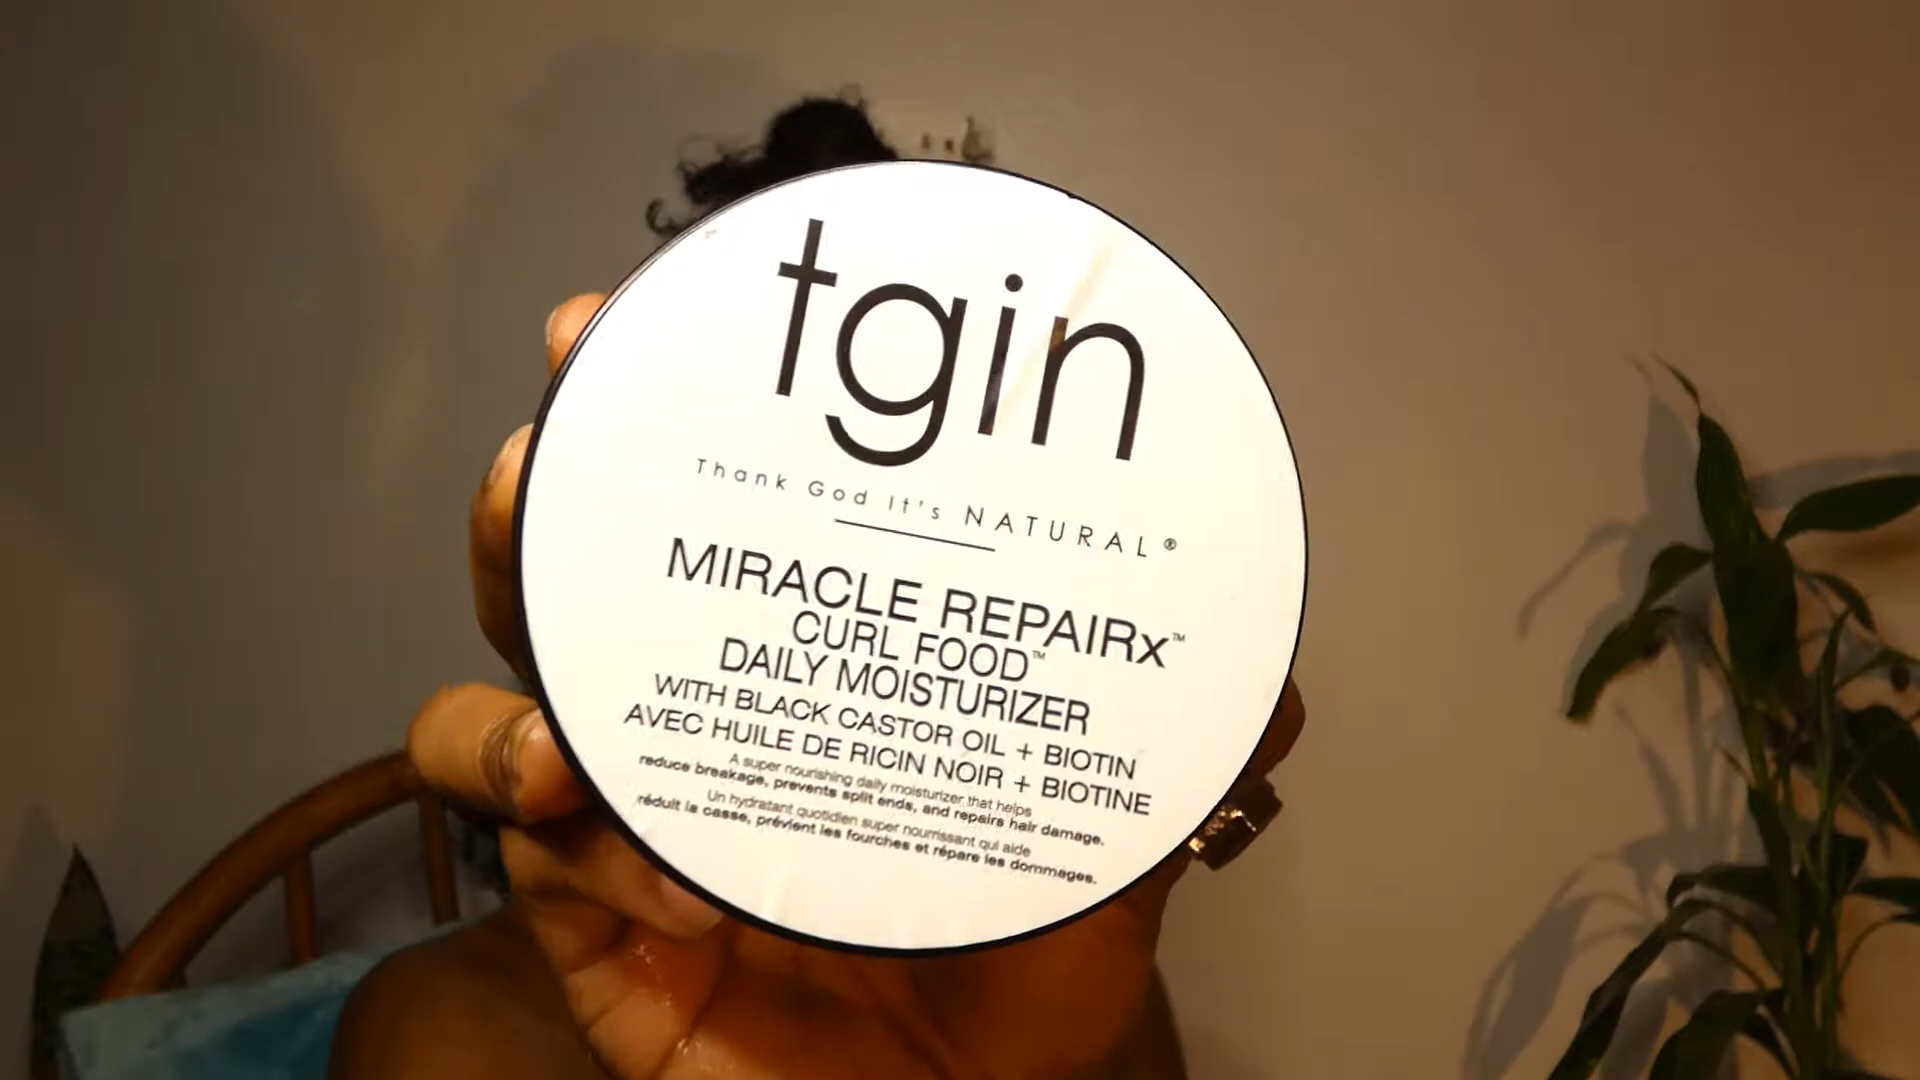 tgin
Thank God It's NATURAL®
MIRACLE REPAIRx™
CURL FOOD™
DAILY MOISTURIZER
WITH BLACK CASTOR OIL + BIOTIN
AVEC HUILE DE RICIN NOIR + BIOTINE
A super nourishing daily moisturizer that helps
reduce breakage, prevents split ends, and repairs hair damage.
Un hydratant quotidien super nourrissant qui aide
réduit la casse, prévient les fourches et répare les dommages.